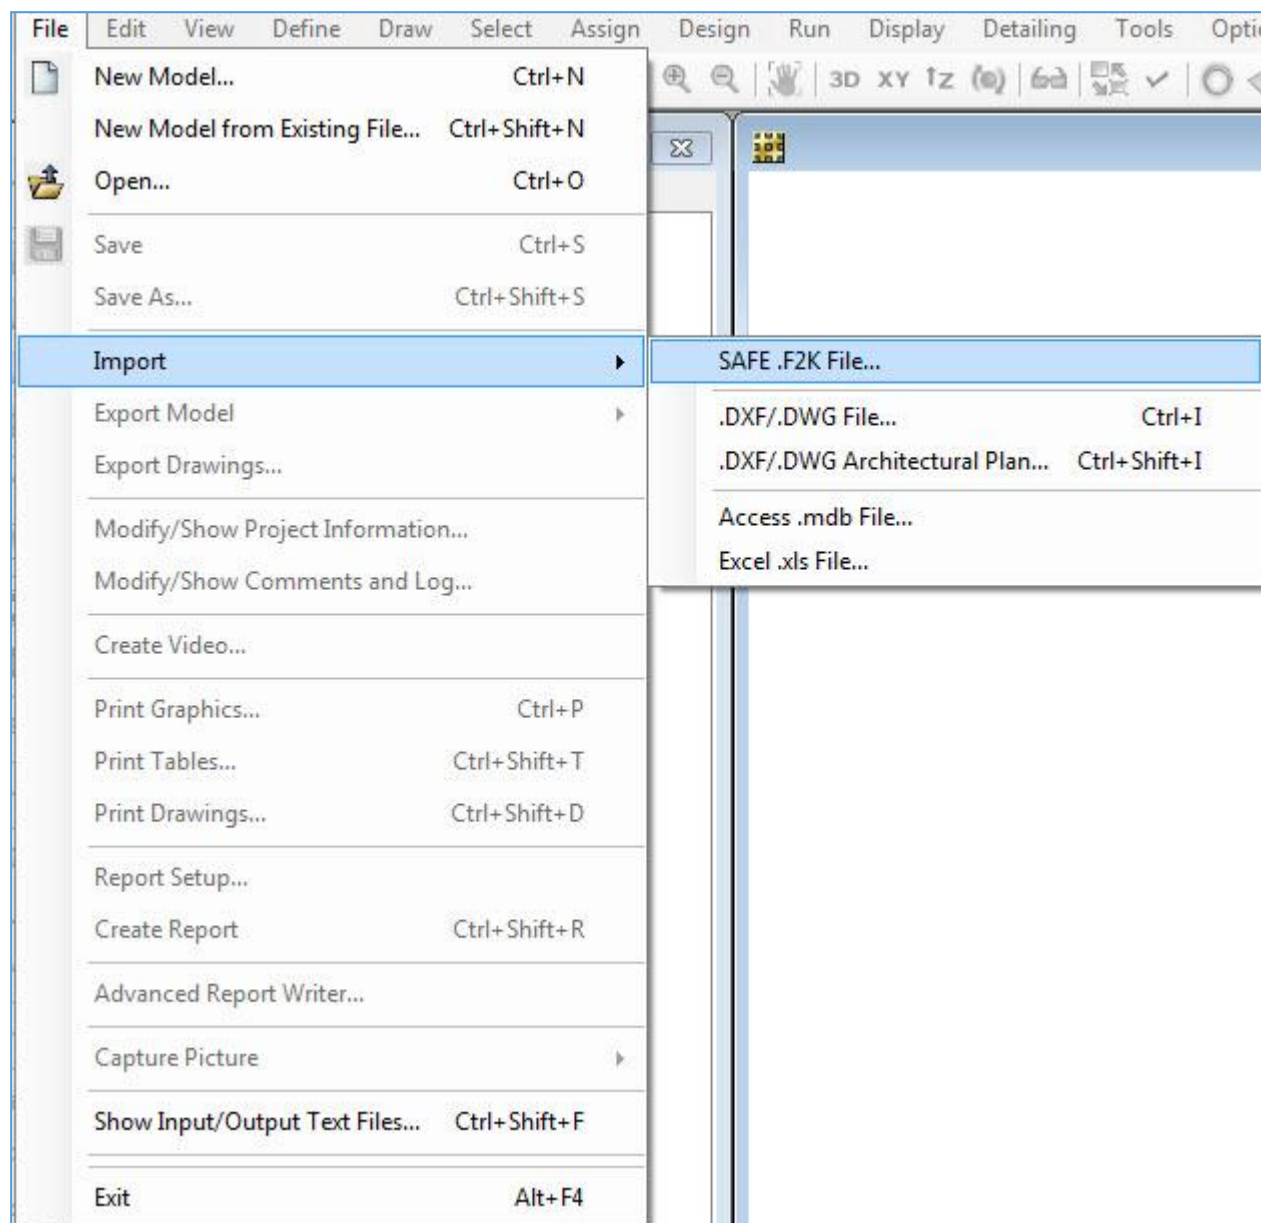 File Edit View Define Draw Select Assign Design Run Display Detailing Tools
New Model... Ctrl+N
3D XY
New Model from Existing File... Ctrl+Shift+N
Open... Ctrl+O
Save Ctrl+S
Save As... Ctrl+Shift+S
Import
SAFE .F2K File...
Export Model
.DXF/.DWG File... Ctrl+I
Export Drawings...
.DXF/.DWG Architectural Plan... Ctrl+Shift+I
Modify/Show Project Information...
Access .mdb File...
Modify/Show Comments and Log...
Excel .xls File...
Create Video...
Print Graphics... Ctrl+P
Print Tables... Ctrl+Shift+T
Print Drawings... Ctrl+Shift+D
Report Setup...
Create Report Ctrl+Shift+R
Advanced Report Writer...
Capture Picture
Show Input/Output Text Files... Ctrl+Shift+F
Exit Alt+F4